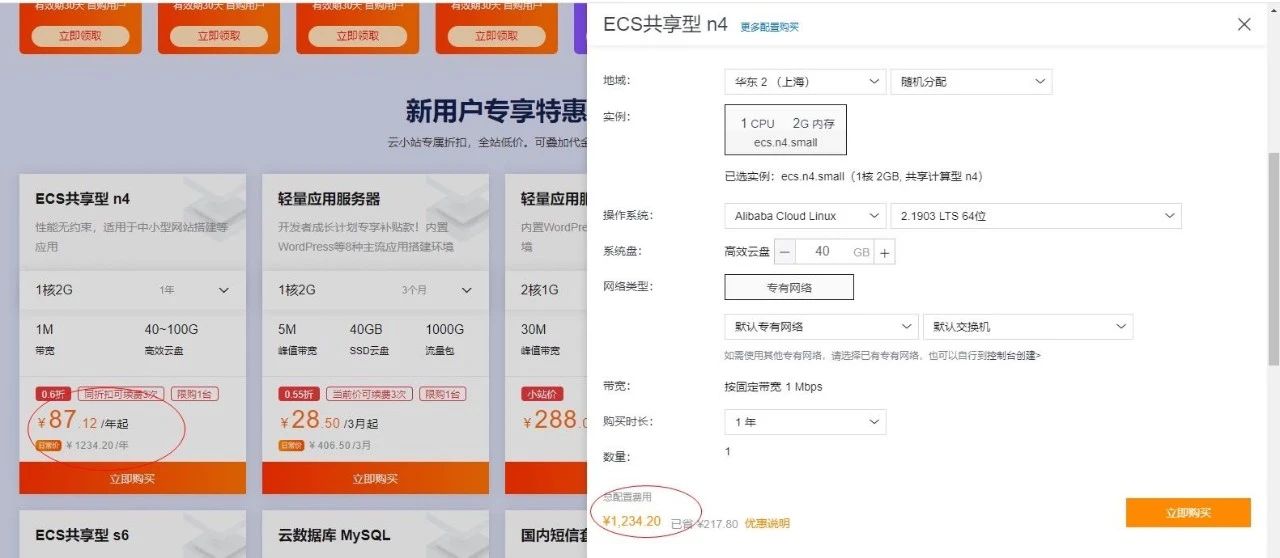 有效期30天 自购用户
有效期30天 自购用户
有效期30天 自购用户
有效期30天 自购用户
立即领取
立即领取
立即领取
立即领取
新用户专享特惠
云小站专属折扣，全站低价。可叠加代金
ECS共享型 n4
性能无约束，适用于中小型网站搭建等
应用
1核2G 1年
1M 40~100G
带宽 高效云盘
0.6折 同折扣可续费3次 限购1台
¥87.12 /年起
日常价 ¥1234.20/年
立即购买
轻量应用服务器
开发者成长计划专享补贴款！内置
WordPress等8种主流应用搭建环境
1核2G 3个月
5M 40GB 1000G
峰值带宽 SSD云盘 流量包
0.55折 当前价可续费3次 限购1台
¥28.50 /3月起
日常价 ¥406.50/3月
立即购买
轻量应用
内置WordPre
境
2核1G
30M
峰值带宽
小站价
¥288.0
ECS共享型 s6
云数据库 MySQL
国内短信套
ECS共享型 n4 更多配置购买
地域： 华东 2（上海） 随机分配
实例： 1 CPU 2G 内存
ecs.n4.small
已选实例：ecs.n4.small（1核 2GB, 共享计算型 n4）
操作系统： Alibaba Cloud Linux 2.1903 LTS 64位
系统盘： 高效云盘 − 40 GB +
网络类型： 专有网络
默认专有网络 默认交换机
如需使用其他专有网络，请选择已有专有网络，也可以自行到控制台创建>
带宽： 按固定带宽 1 Mbps
购买时长： 1 年
数量： 1
总配置费用
¥1,234.20 已省 ¥217.80 优惠说明
立即购买